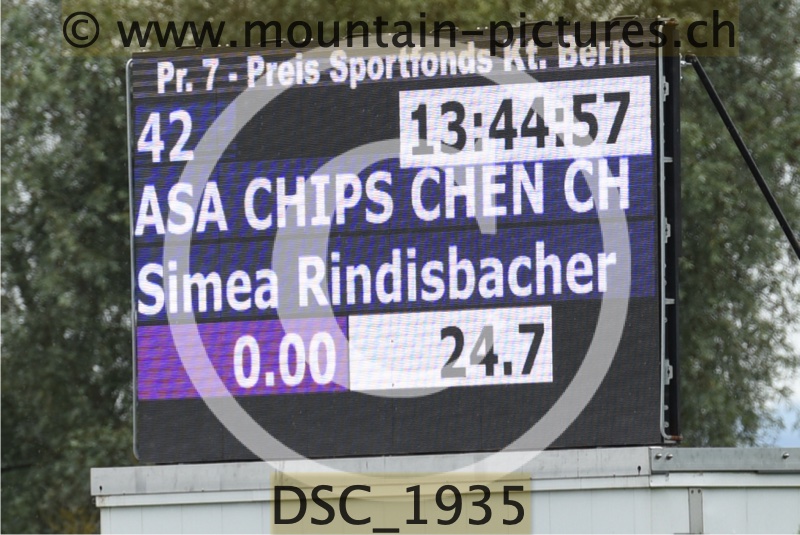 © www.mountain-pictures.ch
Pr. 7 - Preis Sportfonds Kt. Bern
42 13:44:57
ASA CHIPS CHEN CH
Simea Rindisbacher
0.00 24.7
©
DSC_1935